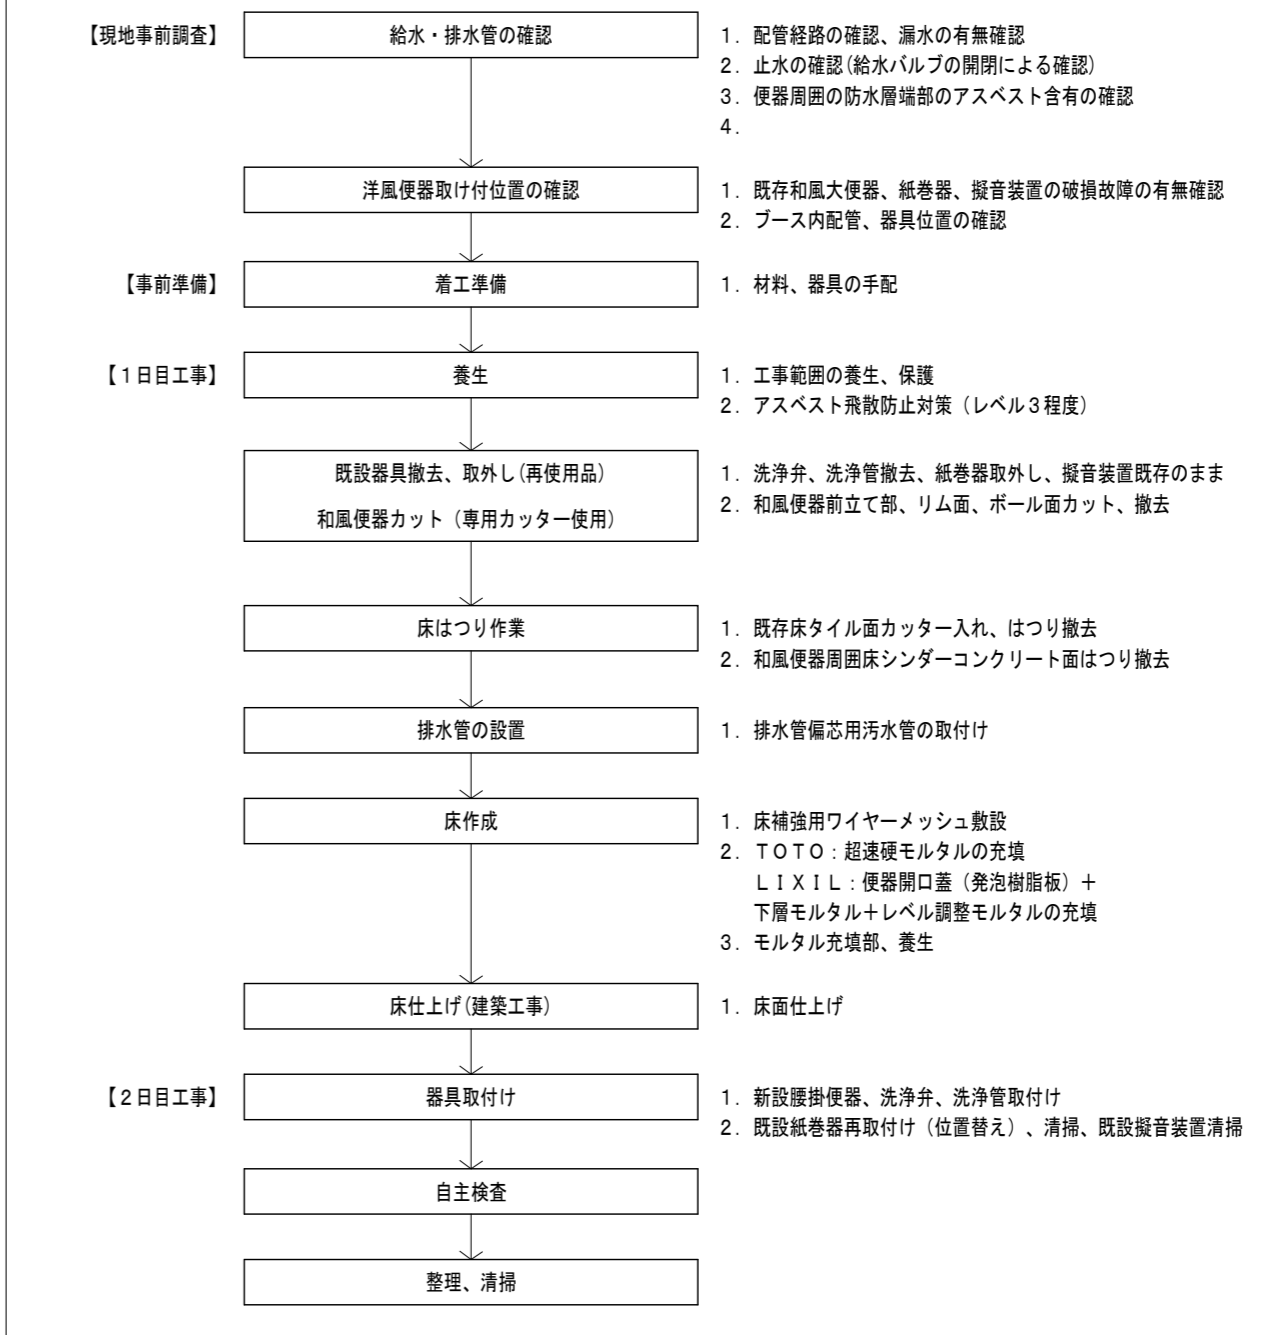 【現地事前調査】 給水・排水管の確認 １．配管経路の確認、漏水の有無確認
２．止水の確認(給水バルブの開閉による確認)
３．便器周囲の防水層端部のアスベスト含有の確認
４．
洋風便器取け付位置の確認 １．既存和風大便器、紙巻器、擬音装置の破損故障の有無確認
２．ブース内配管、器具位置の確認
【事前準備】 着工準備 １．材料、器具の手配
【１日目工事】 養生 １．工事範囲の養生、保護
２．アスベスト飛散防止対策（レベル３程度）
既設器具撤去、取外し(再使用品) １．洗浄弁、洗浄管撤去、紙巻器取外し、擬音装置既存のまま
和風便器カット（専用カッター使用） ２．和風便器前立て部、リム面、ボール面カット、撤去
床はつり作業 １．既存床タイル面カッター入れ、はつり撤去
２．和風便器周囲床シンダーコンクリート面はつり撤去
排水管の設置 １．排水管偏芯用汚水管の取付け
床作成 １．床補強用ワイヤーメッシュ敷設
２．ＴＯＴＯ：超速硬モルタルの充填
ＬＩＸＩＬ：便器開口蓋（発泡樹脂板）＋
下層モルタル＋レベル調整モルタルの充填
３．モルタル充填部、養生
床仕上げ(建築工事) １．床面仕上げ
【２日目工事】 器具取付け １．新設腰掛便器、洗浄弁、洗浄管取付け
２．既設紙巻器再取付け（位置替え）、清掃、既設擬音装置清掃
自主検査
整理、清掃